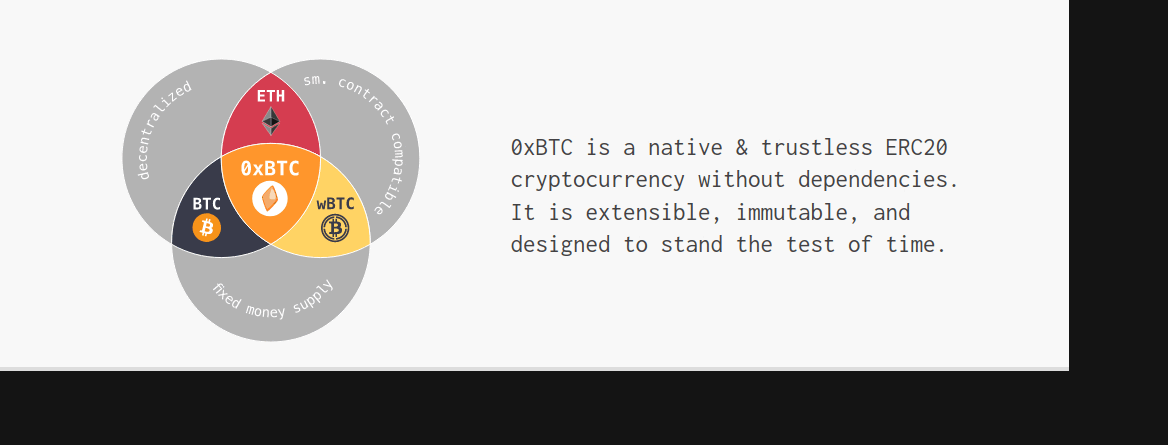 decentralized
sm. contract compatible
ETH
0xBTC
BTC
wBTC
fixed money supply
0xBTC is a native & trustless ERC20
cryptocurrency without dependencies.
It is extensible, immutable, and
designed to stand the test of time.